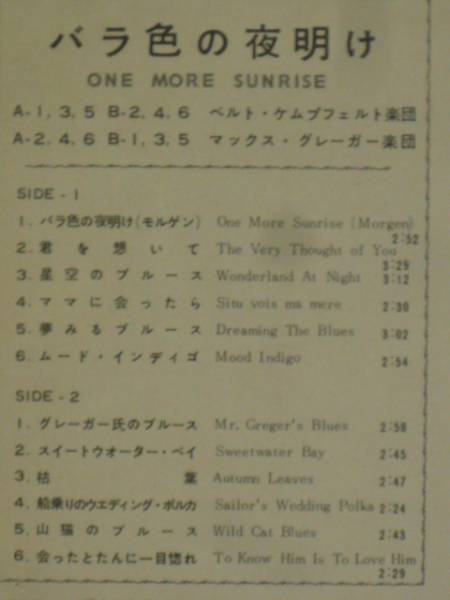 バラ色の夜明け
ONE MORE SUNRISE
A-1, 3, 5 B-2, 4, 6 ベルト・ケムプフェルト楽団
A-2, 4, 6 B-1, 3, 5 マックス・グレーガー楽団
SIDE - 1
1. バラ色の夜明け(モルゲン) One More Sunrise (Morgen) 2:52
2. 君を想いて The Very Thought of You 3:29
3. 星空のブルース Wonderland At Night 3:12
4. ママに会ったら Situ vois ma mere 2:30
5. 夢みるブルース Dreaming The Blues 3:02
6. ムード・インディゴ Mood Indigo 2:54
SIDE - 2
1. グレーガー氏のブルース Mr. Greger's Blues 2:58
2. スイートウオーター・ベイ Sweetwater Bay 2:45
3. 枯葉 Autumn Leaves 2:47
4. 船乗りのウエディング・ポルカ Sailor's Wedding Polka 2:24
5. 山猫のブルース Wild Cat Blues 2:43
6. 会ったとたんに一目惚れ To Know Him Is To Love Him 2:29